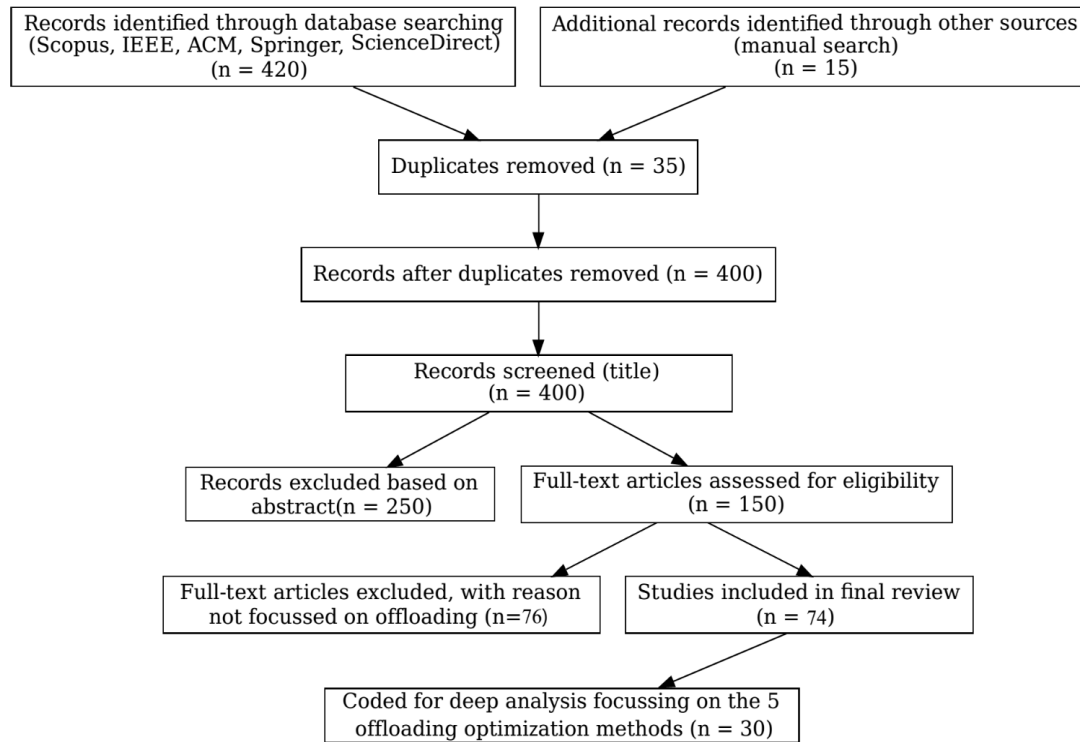 Records identified through database searching
(Scopus, IEEE, ACM, Springer, ScienceDirect)
(n = 420)
Additional records identified through other sources
(manual search)
(n = 15)
Duplicates removed (n = 35)
Records after duplicates removed (n = 400)
Records screened (title)
(n = 400)
Records excluded based on
abstract(n = 250)
Full-text articles assessed for eligibility
(n = 150)
Full-text articles excluded, with reason
not focussed on offloading (n=76)
Studies included in final review
(n = 74)
Coded for deep analysis focussing on the 5
offloading optimization methods (n = 30)